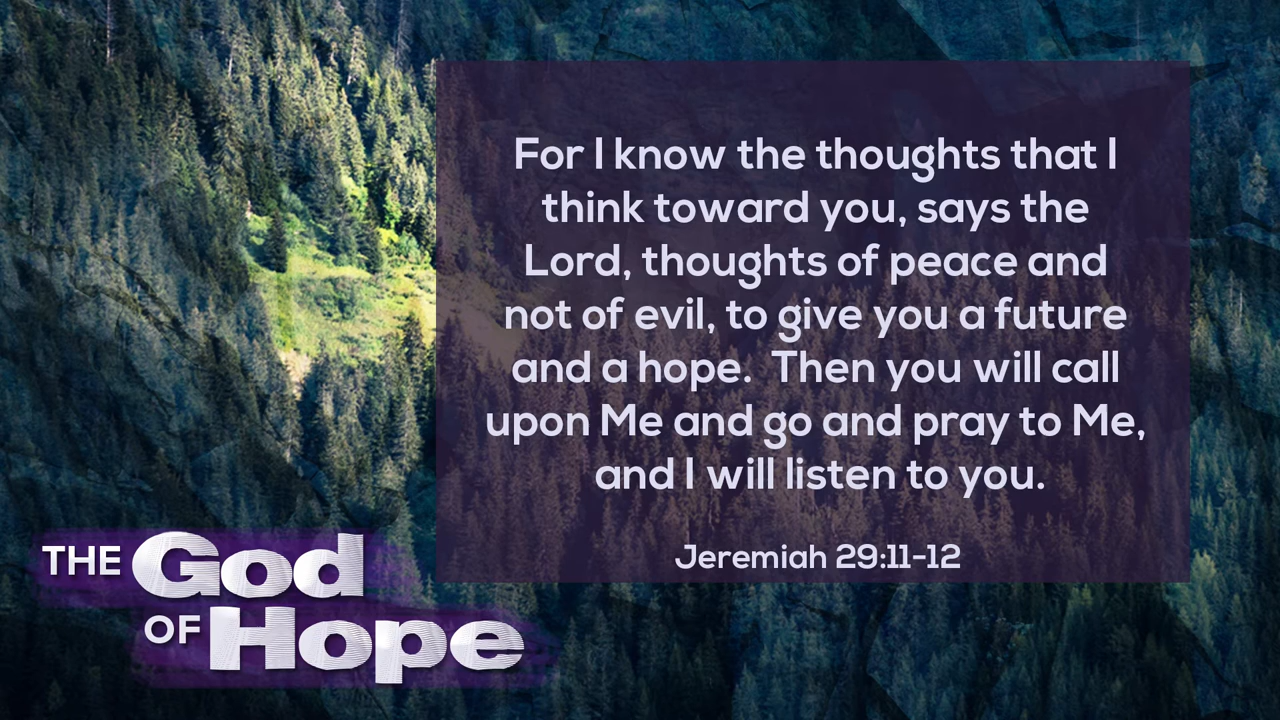 For I know the thoughts that I
think toward you, says the
Lord, thoughts of peace and
not of evil, to give you a future
and a hope.  Then you will call
upon Me and go and pray to Me,
and I will listen to you.
Jeremiah 29:11-12
THE God
OF Hope